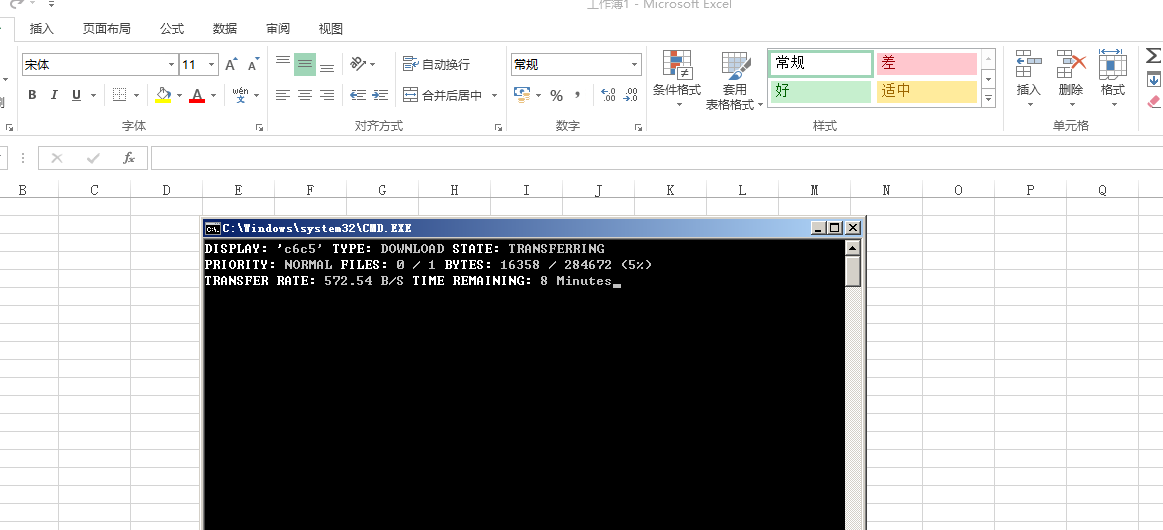 工作簿1 - Microsoft Excel
插入 页面布局 公式 数据 审阅 视图
宋体 11 A A 自动换行 常规 条件格式 套用 表格格式 常规 差 好 适中 插入 删除 格式
B I U A wén 文 合并后居中 % , .0 .00 .00 .0
字体 对齐方式 数字 样式 单元格
fx
B C D E F G H I J K L M N O P Q
C:\Windows\system32\CMD.EXE
DISPLAY: 'c6c5' TYPE: DOWNLOAD STATE: TRANSFERRING
PRIORITY: NORMAL FILES: 0 / 1 BYTES: 16358 / 284672 (5%)
TRANSFER RATE: 572.54 B/S TIME REMAINING: 8 Minutes